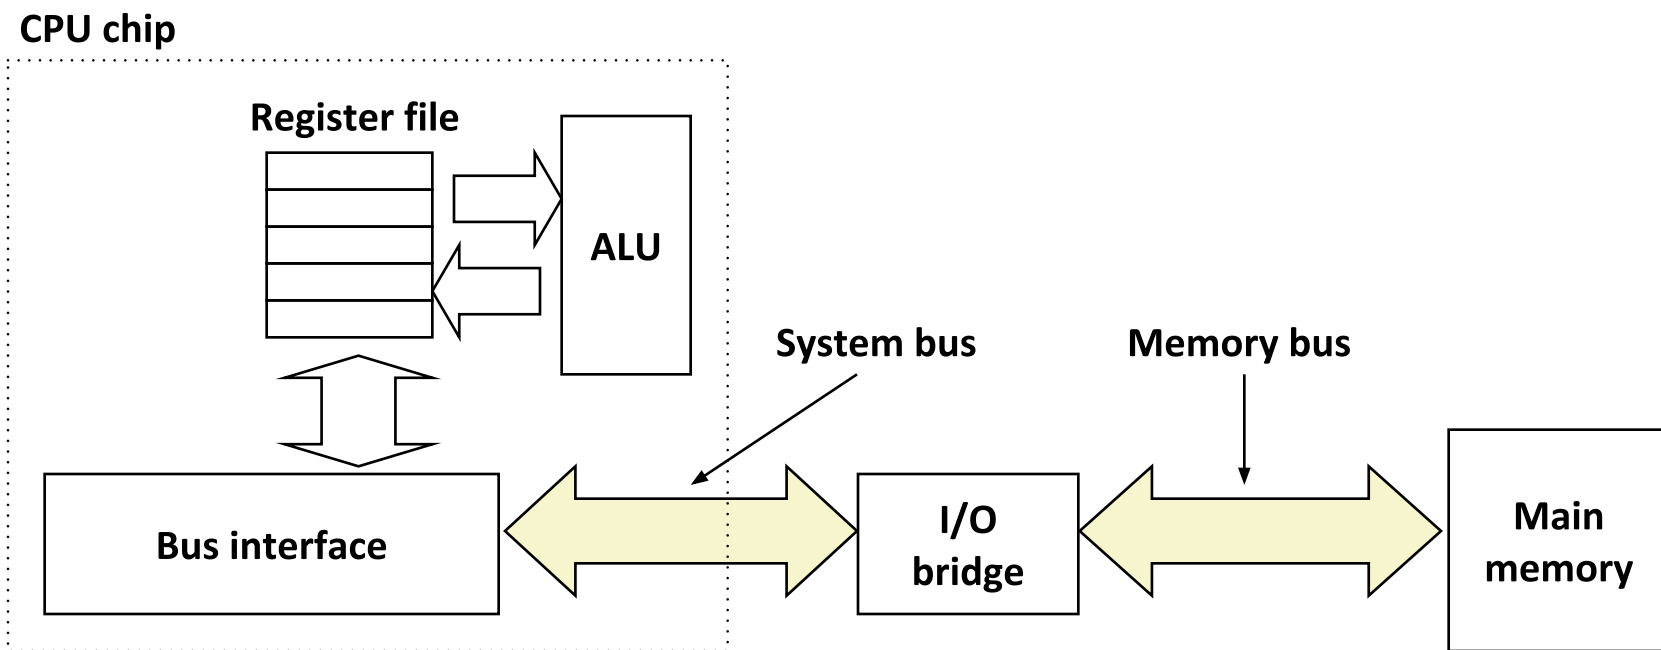 CPU chip
Register file
ALU
System bus
Memory bus
Bus interface
I/O
bridge
Main
memory